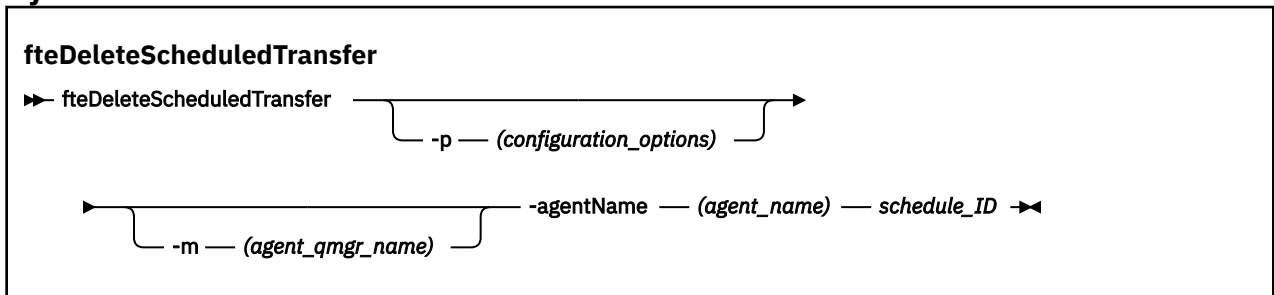 fteDeleteScheduledTransfer
fteDeleteScheduledTransfer
-p (configuration_options)
-agentName (agent_name) schedule_ID
-m (agent_qmgr_name)